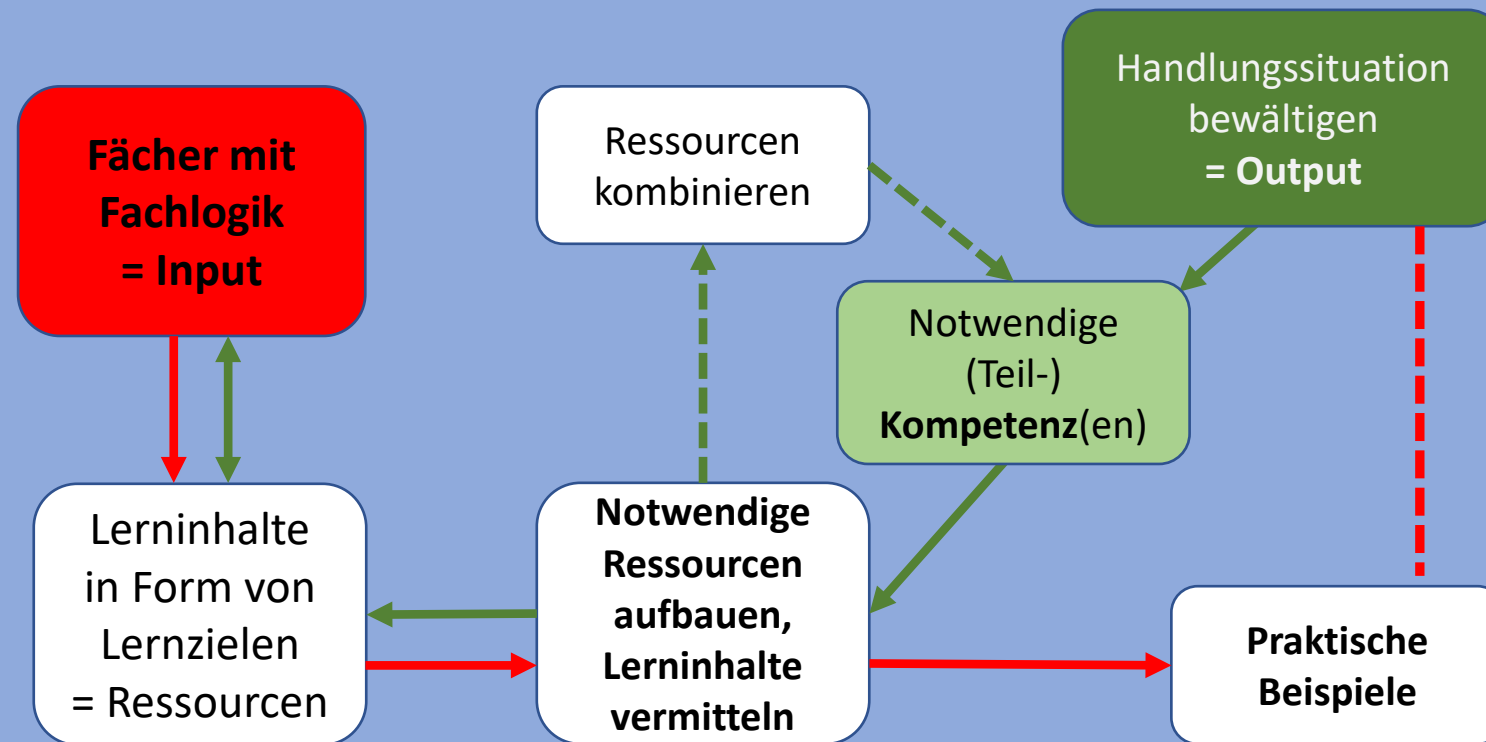 Fächer mit
Fachlogik
= Input
Ressourcen
kombinieren
Handlungssituation
bewältigen
= Output
Notwendige
(Teil-)
Kompetenz(en)
Lerninhalte
in Form von
Lernzielen
= Ressourcen
Notwendige
Ressourcen
aufbauen,
Lerninhalte
vermitteln
Praktische
Beispiele